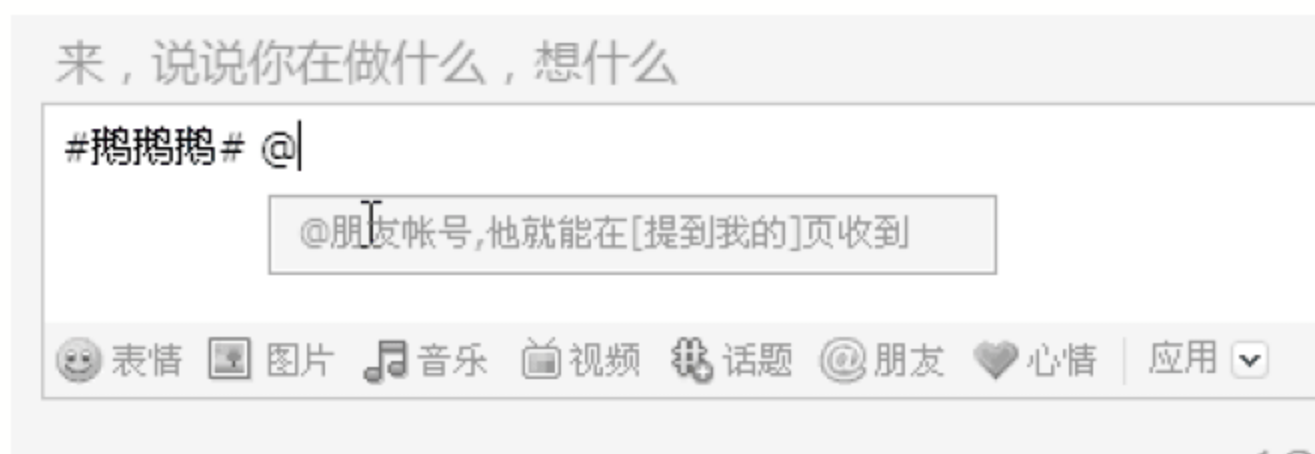 来，说说你在做什么，想什么
#鹅鹅鹅# @
@朋友帐号,他就能在[提到我的]页收到
表情 图片 音乐 视频 话题 @朋友 心情 应用